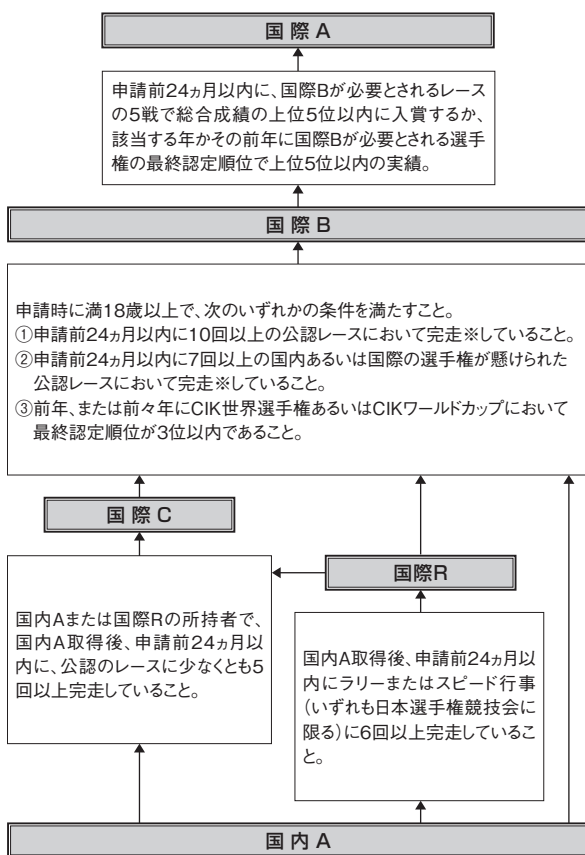 国際A
申請前24ヵ月以内に、国際Bが必要とされるレース
の5戦で総合成績の上位5位以内に入賞するか、
該当する年かその前年に国際Bが必要とされる選手
権の最終認定順位で上位5位以内の実績。
国際B
申請時に満18歳以上で、次のいずれかの条件を満たすこと。
①申請前24ヵ月以内に10回以上の公認レースにおいて完走※していること。
②申請前24ヵ月以内に7回以上の国内あるいは国際の選手権が懸けられた
公認レースにおいて完走※していること。
③前年、または前々年にCIK世界選手権あるいはCIKワールドカップにおいて
最終認定順位が3位以内であること。
国際C
国際R
国内Aまたは国際Rの所持者で、
国内A取得後、申請前24ヵ月以
内に、公認のレースに少なくとも5
回以上完走していること。
国内A取得後、申請前24ヵ月以
内にラリーまたはスピード行事
(いずれも日本選手権競技会に
限る)に6回以上完走しているこ
と。
国内A